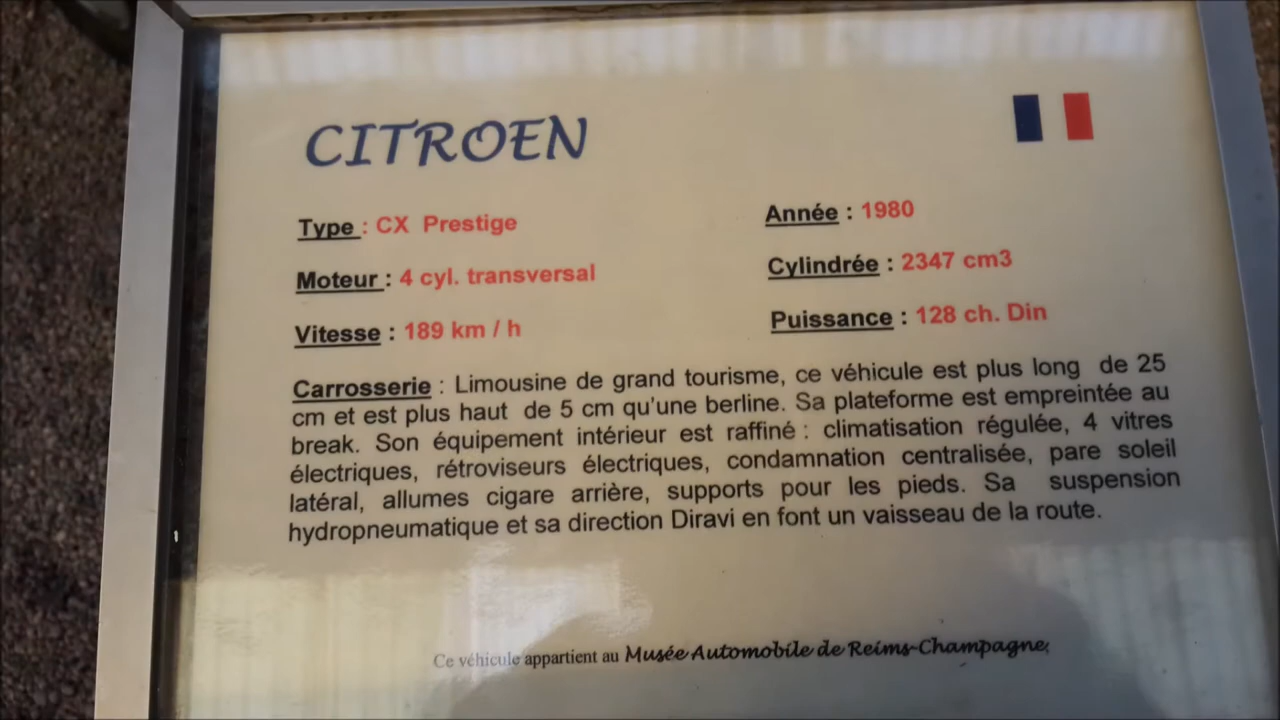 CITROEN
Type : CX Prestige
Année : 1980
Moteur : 4 cyl. transversal
Cylindrée : 2347 cm3
Vitesse : 189 km / h
Puissance : 128 ch. Din
Carrosserie : Limousine de grand tourisme, ce véhicule est plus long de 25
cm et est plus haut de 5 cm qu'une berline. Sa plateforme est empreintée au
break. Son équipement intérieur est raffiné : climatisation régulée, 4 vitres
électriques, rétroviseurs électriques, condamnation centralisée, pare soleil
latéral, allumes cigare arrière, supports pour les pieds. Sa suspension
hydropneumatique et sa direction Diravi en font un vaisseau de la route.
Ce véhicule appartient au Musée Automobile de Reims-Champagne.